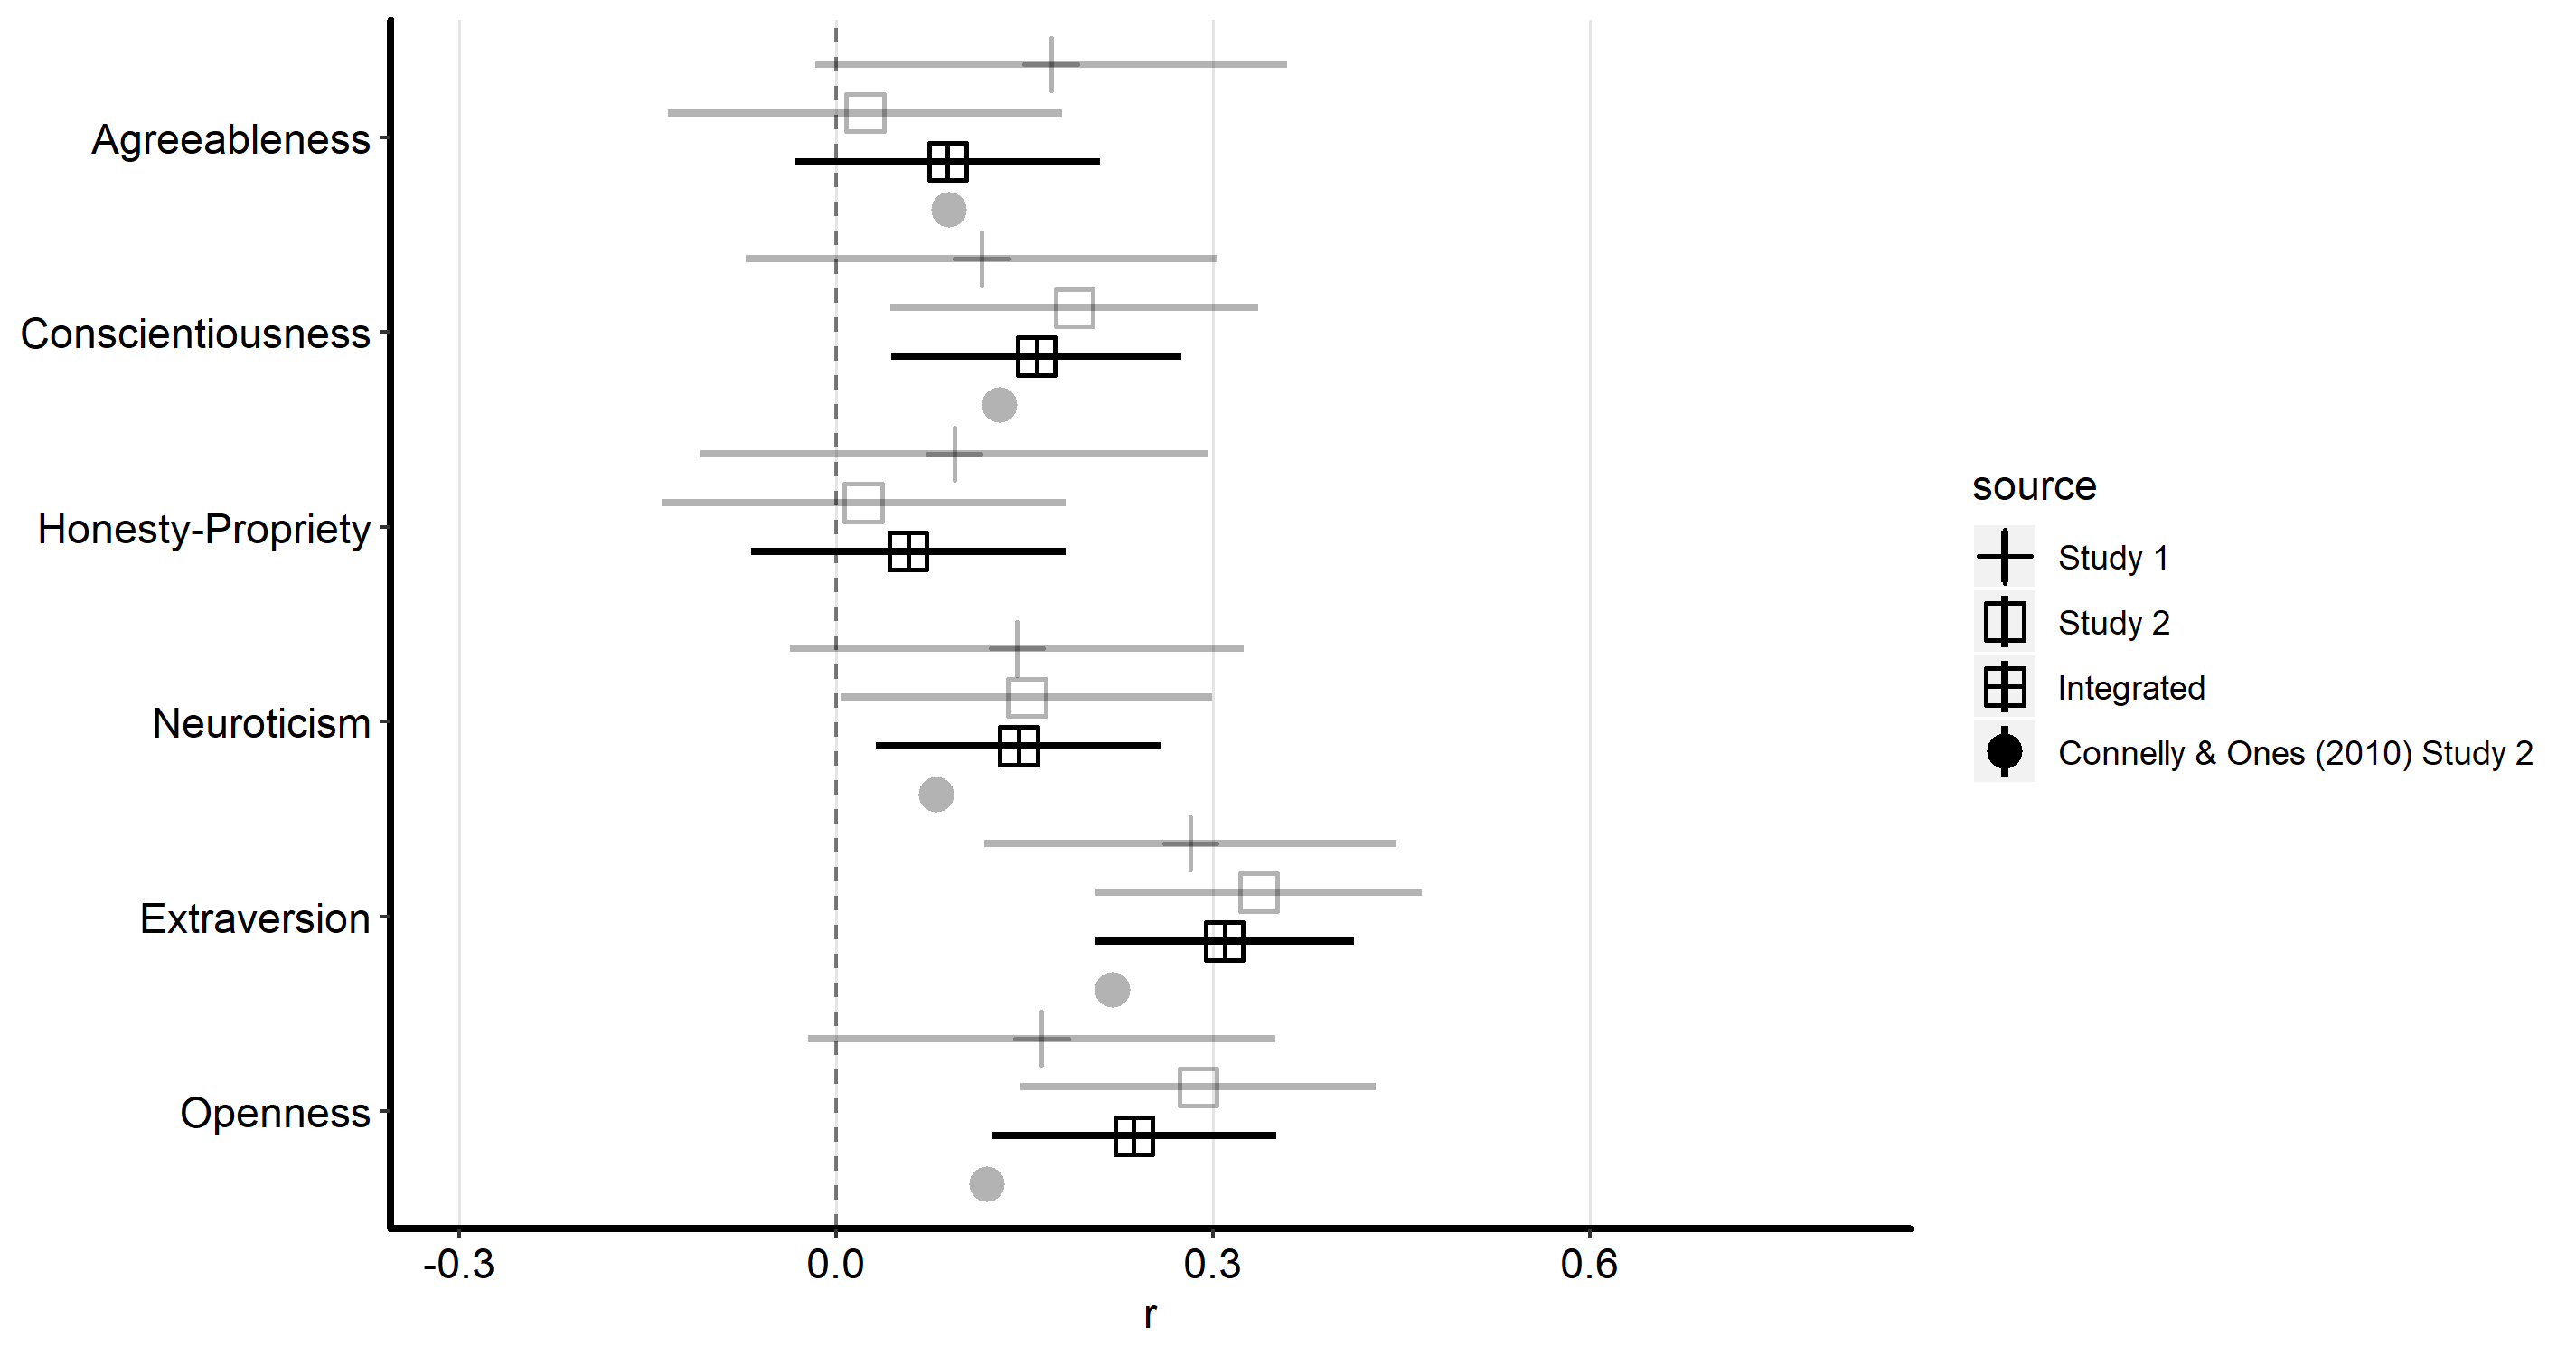 Agreeableness
Conscientiousness
Honesty-Propriety
Neuroticism
Extraversion
Openness
-0.3
0.0
0.3
0.6
r
source
Study 1
Study 2
Integrated
Connelly & Ones (2010) Study 2